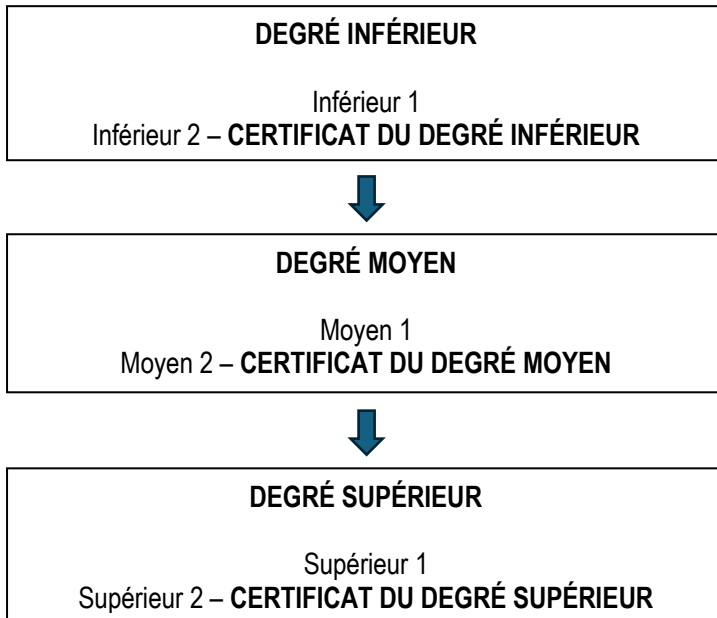 DEGRÉ INFÉRIEUR
Inférieur 1
Inférieur 2 – CERTIFICAT DU DEGRÉ INFÉRIEUR
DEGRÉ MOYEN
Moyen 1
Moyen 2 – CERTIFICAT DU DEGRÉ MOYEN
DEGRÉ SUPÉRIEUR
Supérieur 1
Supérieur 2 – CERTIFICAT DU DEGRÉ SUPÉRIEUR